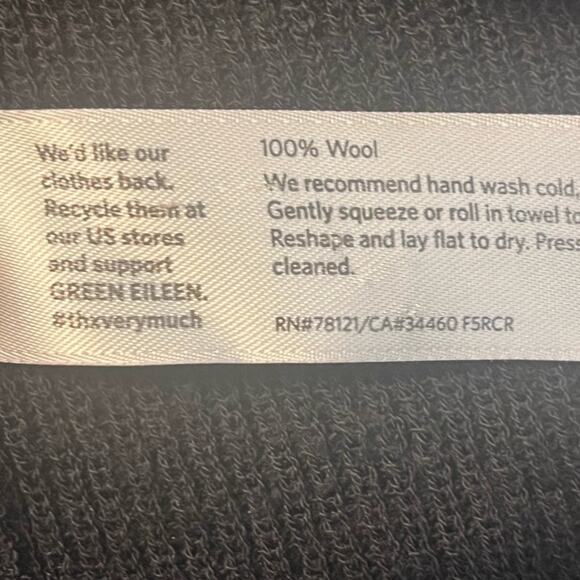 We'd like our
clothes back.
Recycle them at
our US stores
and support
GREEN EILEEN.
#thxverymuch
100% Wool
We recommend hand wash cold,
Gently squeeze or roll in towel to
Reshape and lay flat to dry. Press
cleaned.
RN#78121/CA#34460 F5RCR